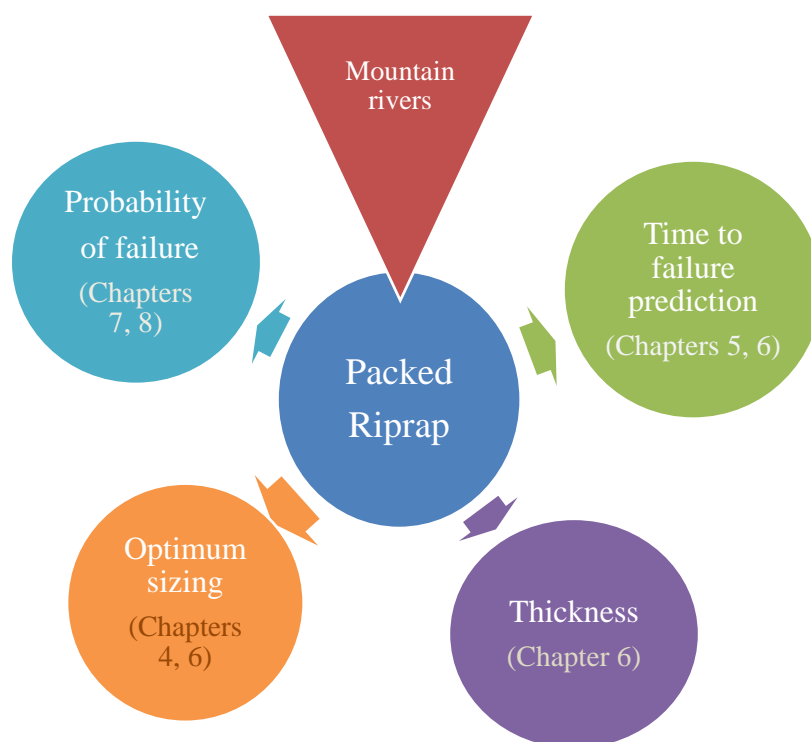 Mountain
rivers
Probability
of failure
(Chapters
7, 8)
Time to
failure
prediction
(Chapters 5, 6)
Packed
Riprap
Optimum
sizing
(Chapters
4, 6)
Thickness
(Chapter 6)